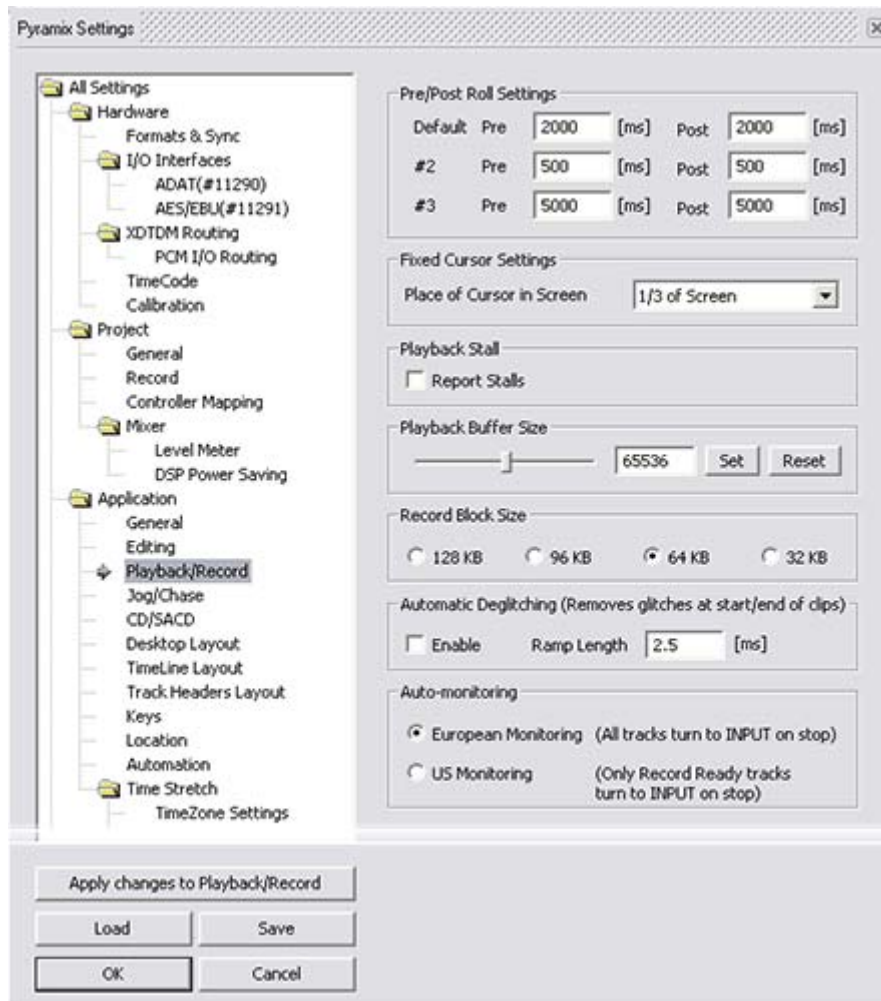 Pyramix Settings
All Settings
Hardware
Formats & Sync
I/O Interfaces
ADAT(#11290)
AES/EBU(#11291)
XDTDM Routing
PCM I/O Routing
TimeCode
Calibration
Project
General
Record
Controller Mapping
Mixer
Level Meter
DSP Power Saving
Application
General
Editing
Playback/Record
Jog/Chase
CD/SACD
Desktop Layout
TimeLine Layout
Track Headers Layout
Keys
Location
Automation
Time Stretch
TimeZone Settings
Pre/Post Roll Settings
Default Pre 2000 [ms] Post 2000 [ms]
#2 Pre 500 [ms] Post 500 [ms]
#3 Pre 5000 [ms] Post 5000 [ms]
Fixed Cursor Settings
Place of Cursor in Screen 1/3 of Screen
Playback Stall
Report Stalls
Playback Buffer Size
65536 Set Reset
Record Block Size
128 KB 96 KB 64 KB 32 KB
Automatic Deglitching (Removes glitches at start/end of clips)
Enable Ramp Length 2.5 [ms]
Auto-monitoring
European Monitoring (All tracks turn to INPUT on stop)
US Monitoring (Only Record Ready tracks
turn to INPUT on stop)
Apply changes to Playback/Record
Load Save
OK Cancel